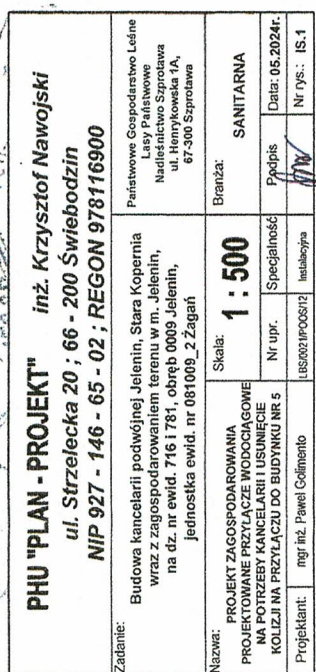 PHU "PLAN - PROJEKT" inż. Krzysztof Nawojski
ul. Strzelecka 20 ; 66 - 200 Świebodzin
NIP 927 - 146 - 65 - 02 ; REGON 978116900
Zadanie:
Budowa kancelarii podwójnej Jelenin, Stara Kopernia
wraz z zagospodarowaniem terenu w m. Jelenin,
na dz. nr ewid. 716 i 781, obręb 0009 Jelenin,
jednostka ewid. nr 081009_2 Żagań
Państwowe Gospodarstwo Leśne
Lasy Państwowe
Nadleśnictwo Szprotawa
ul. Henrykowska 1A,
67-300 Szprotawa
Nazwa:
PROJEKT ZAGOSPODAROWANIA
PROJEKTOWANE PRZYŁĄCZE WODOCIĄGOWE
NA POTRZEBY KANCELARII I USUNIĘCIE
KOLIZJI NA PRZYŁĄCZU DO BUDYNKU NR 5
Skala:
1 : 500
Branża:
SANITARNA
Nr upr.
Specjalność
Podpis
Data: 05.2024r.
Projektant:
mgr inż. Paweł Golimento
LBS/0021/POOS/12
Instalacyjna
Nr rys.: IS.1